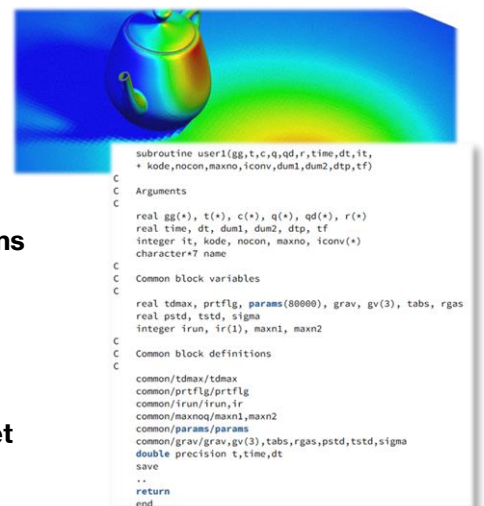 subroutine user1(gg,t,c,q,qd,r,time,dt,it,
+ kode,nocon,maxno,iconv,dum1,dum2,dtp,tf)
C
C Arguments
C
real gg(*), t(*), c(*), q(*), qd(*), r(*)
real time, dt, dum1, dum2, dtp, tf
integer it, kode, nocon, maxno, iconv(*)
character*7 name
C
C Common block variables
C
real tdmax, prtflg, params(80000), grav, gv(3), tabs, rgas
real pstd, tstd, sigma
integer irun, ir(1), maxn1, maxn2
C
C Common block definitions
C
common/tdmax/tdmax
common/prtflg/prtflg
common/irun/irun,ir
common/maxnoq/maxn1,maxn2
common/params/params
common/grav/grav,gv(3),tabs,rgas,pstd,tstd,sigma
double precision t,time,dt
save
..
return
end
ns
et